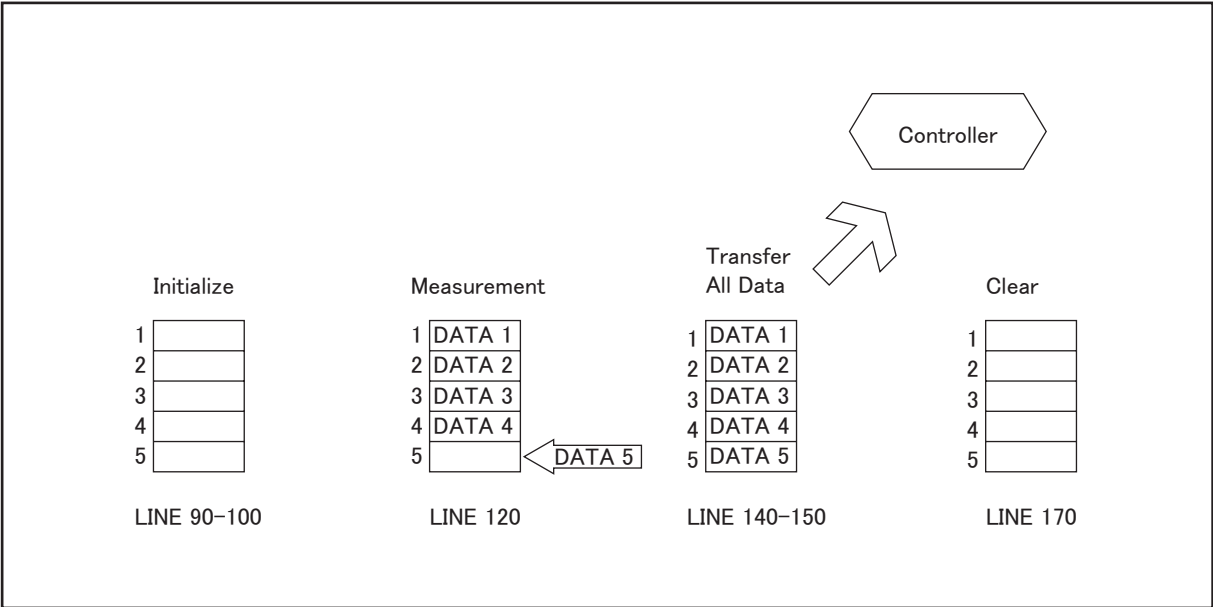 Controller
Transfer
All Data
Initialize
Measurement
Clear
1
2
3
4
5
1 DATA 1
2 DATA 2
3 DATA 3
4 DATA 4
5 DATA 5
1 DATA 1
2 DATA 2
3 DATA 3
4 DATA 4
5 DATA 5
1
2
3
4
5
LINE 90-100
LINE 120
LINE 140-150
LINE 170